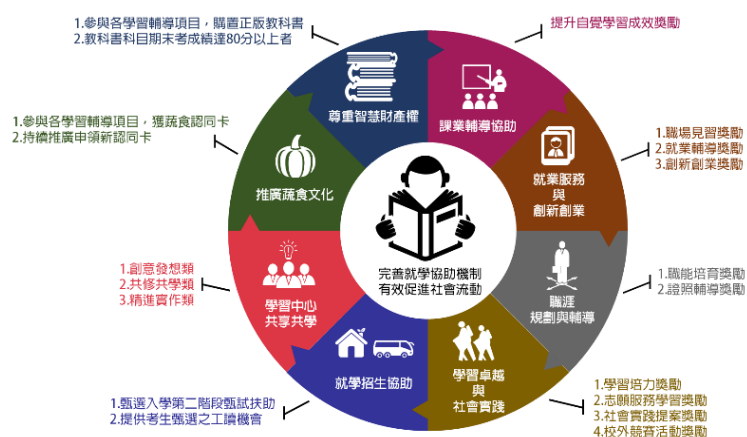 1.參與各學習輔導項目，購置正版教科書
2.教科書科目期末考成績達80分以上者
尊重智慧財產權
提升自覺學習成效獎勵
課業輔導協助
1.職場見習獎勵
2.就業輔導獎勵
3.創新創業獎勵
就業服務
與
創新創業
1.職能培育獎勵
2.證照輔導獎勵
職涯
規劃與輔導
1.學習培力獎勵
2.志願服務學習獎勵
3.社會實踐提案獎勵
4.校外競賽活動獎勵
學習卓越
與
社會實踐
1.甄選入學第二階段甄試扶助
2.提供考生甄選之工讀機會
就學招生協助
1.創意發想類
2.共修共學類
3.精進實作類
學習中心
共享共學
1.參與各學習輔導項目，獲蔬食認同卡
2.持續推廣申領新認同卡
推廣蔬食文化
完善就學協助機制
有效促進社會流動